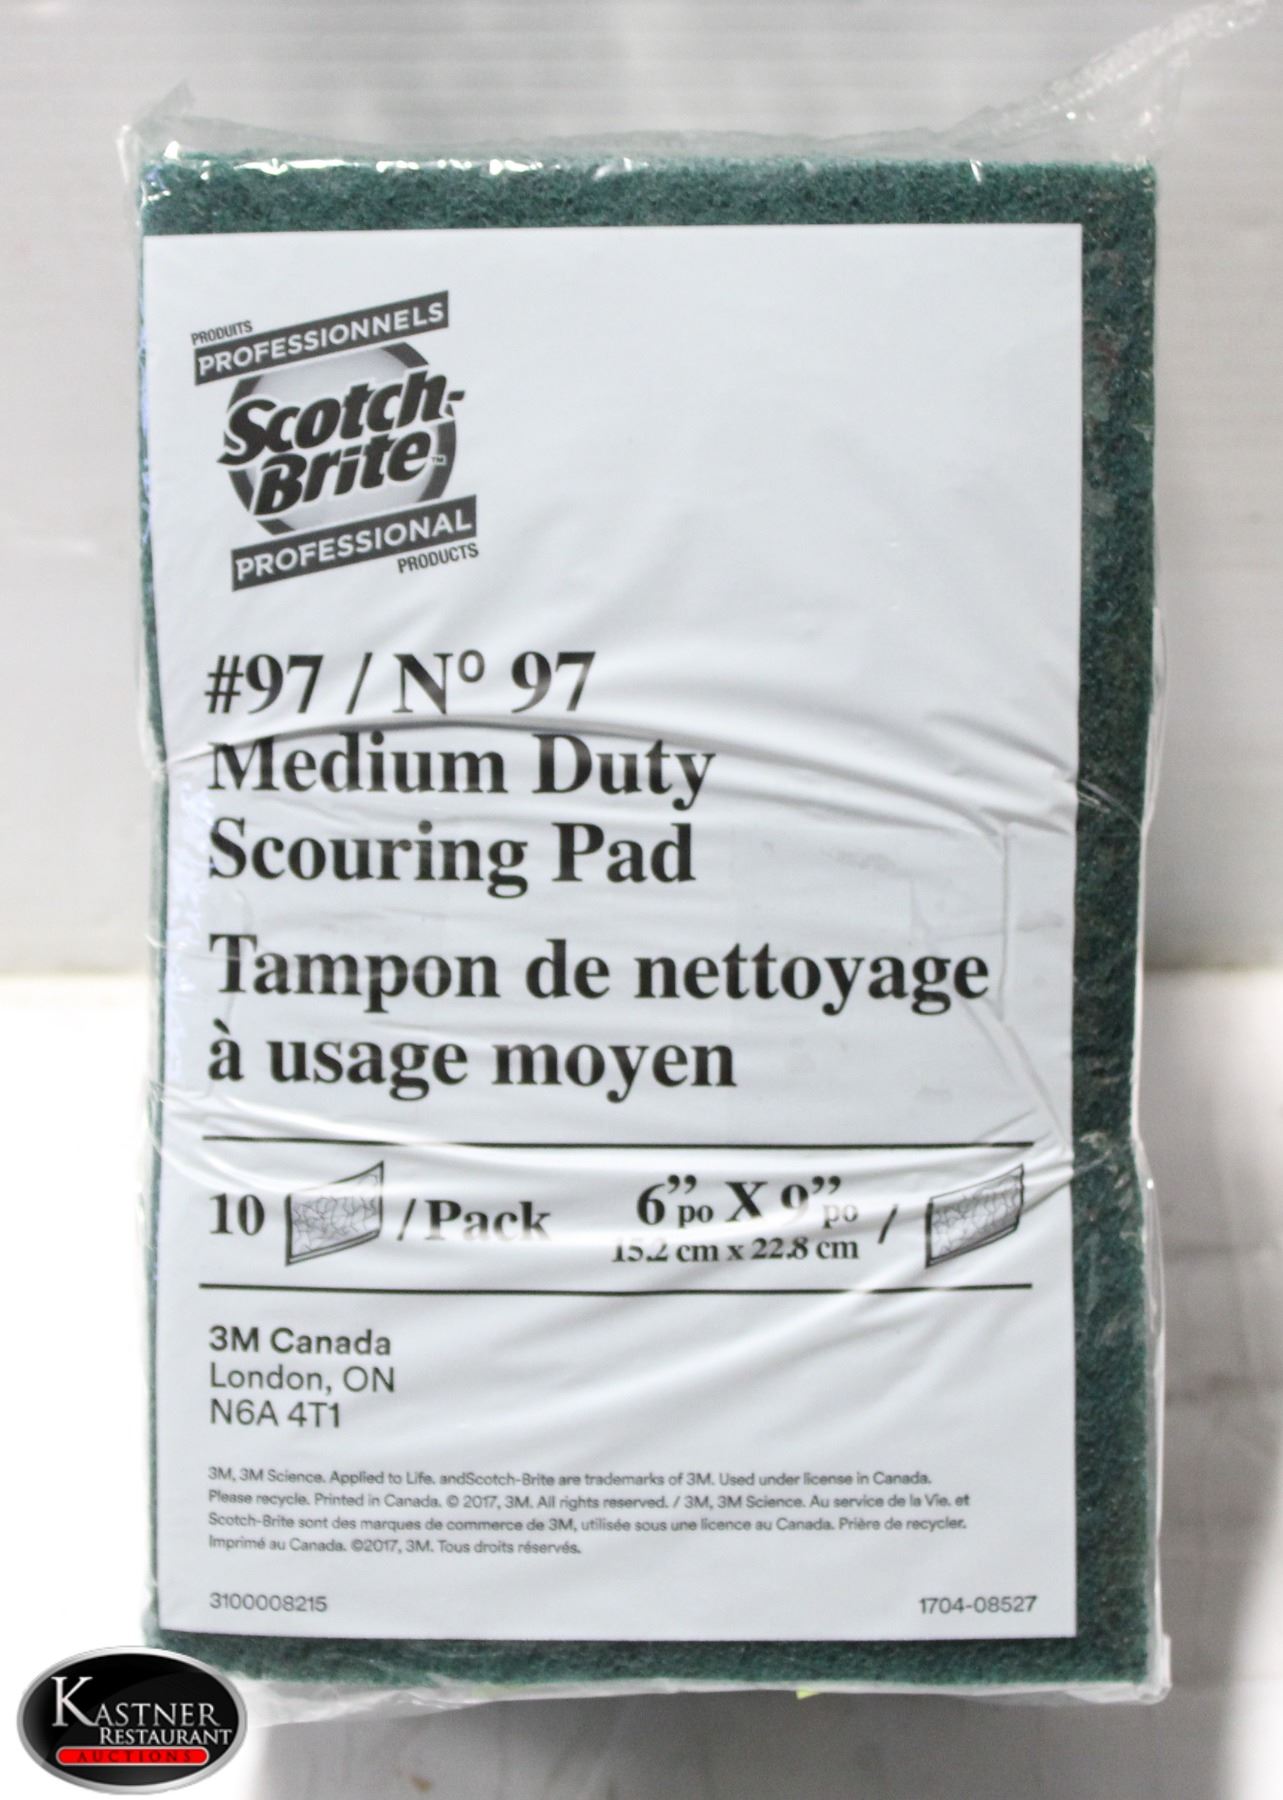 PRODUITS
PROFESSIONNELS
Scotch-
Brite™
PROFESSIONAL
PRODUCTS
#97 / Nº 97
Medium Duty
Scouring Pad
Tampon de nettoyage
à usage moyen
10 / Pack 6”po X 9”po /
15.2 cm x 22.8 cm
3M Canada
London, ON
N6A 4T1
3M, 3M Science. Applied to Life. andScotch-Brite are trademarks of 3M. Used under license in Canada.
Please recycle. Printed in Canada. © 2017, 3M. All rights reserved. / 3M, 3M Science. Au service de la Vie. et
Scotch-Brite sont des marques de commerce de 3M, utilisée sous une licence au Canada. Prière de recycler.
Imprimé au Canada. ©2017, 3M. Tous droits réservés.
3100008215 1704-08527
KASTNER
RESTAURANT
AUCTIONS